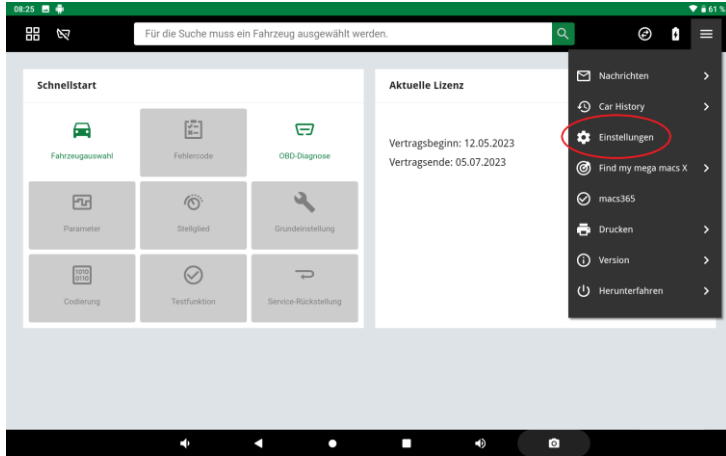 08:25
61 %
Für die Suche muss ein Fahrzeug ausgewählt werden.
Schnellstart
Fahrzeugauswahl
Fehlercode
OBD-Diagnose
Parameter
Stellglied
Grundeinstellung
1010
0110
Codierung
Testfunktion
Service-Rückstellung
Aktuelle Lizenz
Vertragsbeginn: 12.05.2023
Vertragsende: 05.07.2023
Nachrichten
Car History
Einstellungen
Find my mega macs X
macs365
Drucken
Version
Herunterfahren